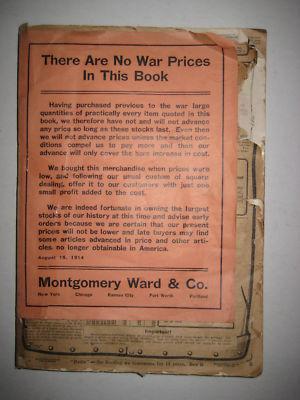 There Are No War Prices
In This Book
Having purchased previous to the war large
quantities of practically every item quoted in this
book, we therefore have not and will not advance
any price so long as these stocks last. Even then
we will not advance prices unless the market con-
ditions compel us to pay more and then our
advance will only cover the bare increase in cost.
We bought this merchandise when prices were
low, and following our usual custom of square
dealing, offer it to our customers with just one
small profit added to the cost.
We are indeed fortunate in owning the largest
stocks of our history at this time and advise early
orders because we are certain that our present
prices will not be lower and late buyers may find
some articles advanced in price and other arti-
cles no longer obtainable in America.
August 15, 1914
Montgomery Ward & Co.
New York Chicago Kansas City Fort Worth Portland
Important